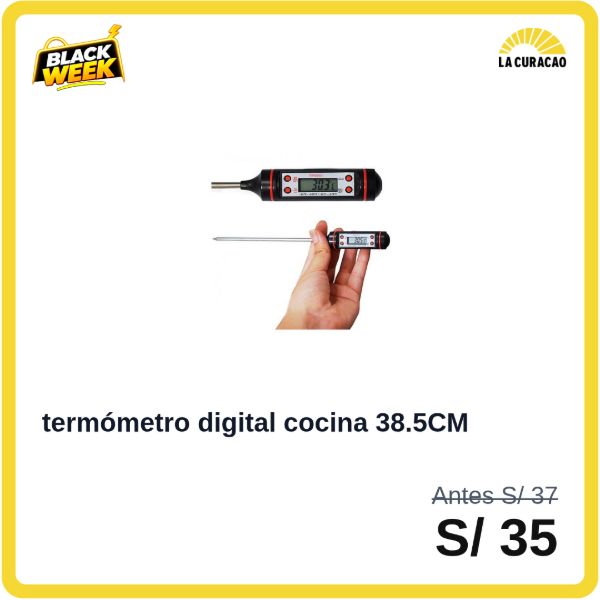 BLACK
WEEK
LA CURACAO
termómetro digital cocina 38.5CM
Antes S/ 37
S/ 35